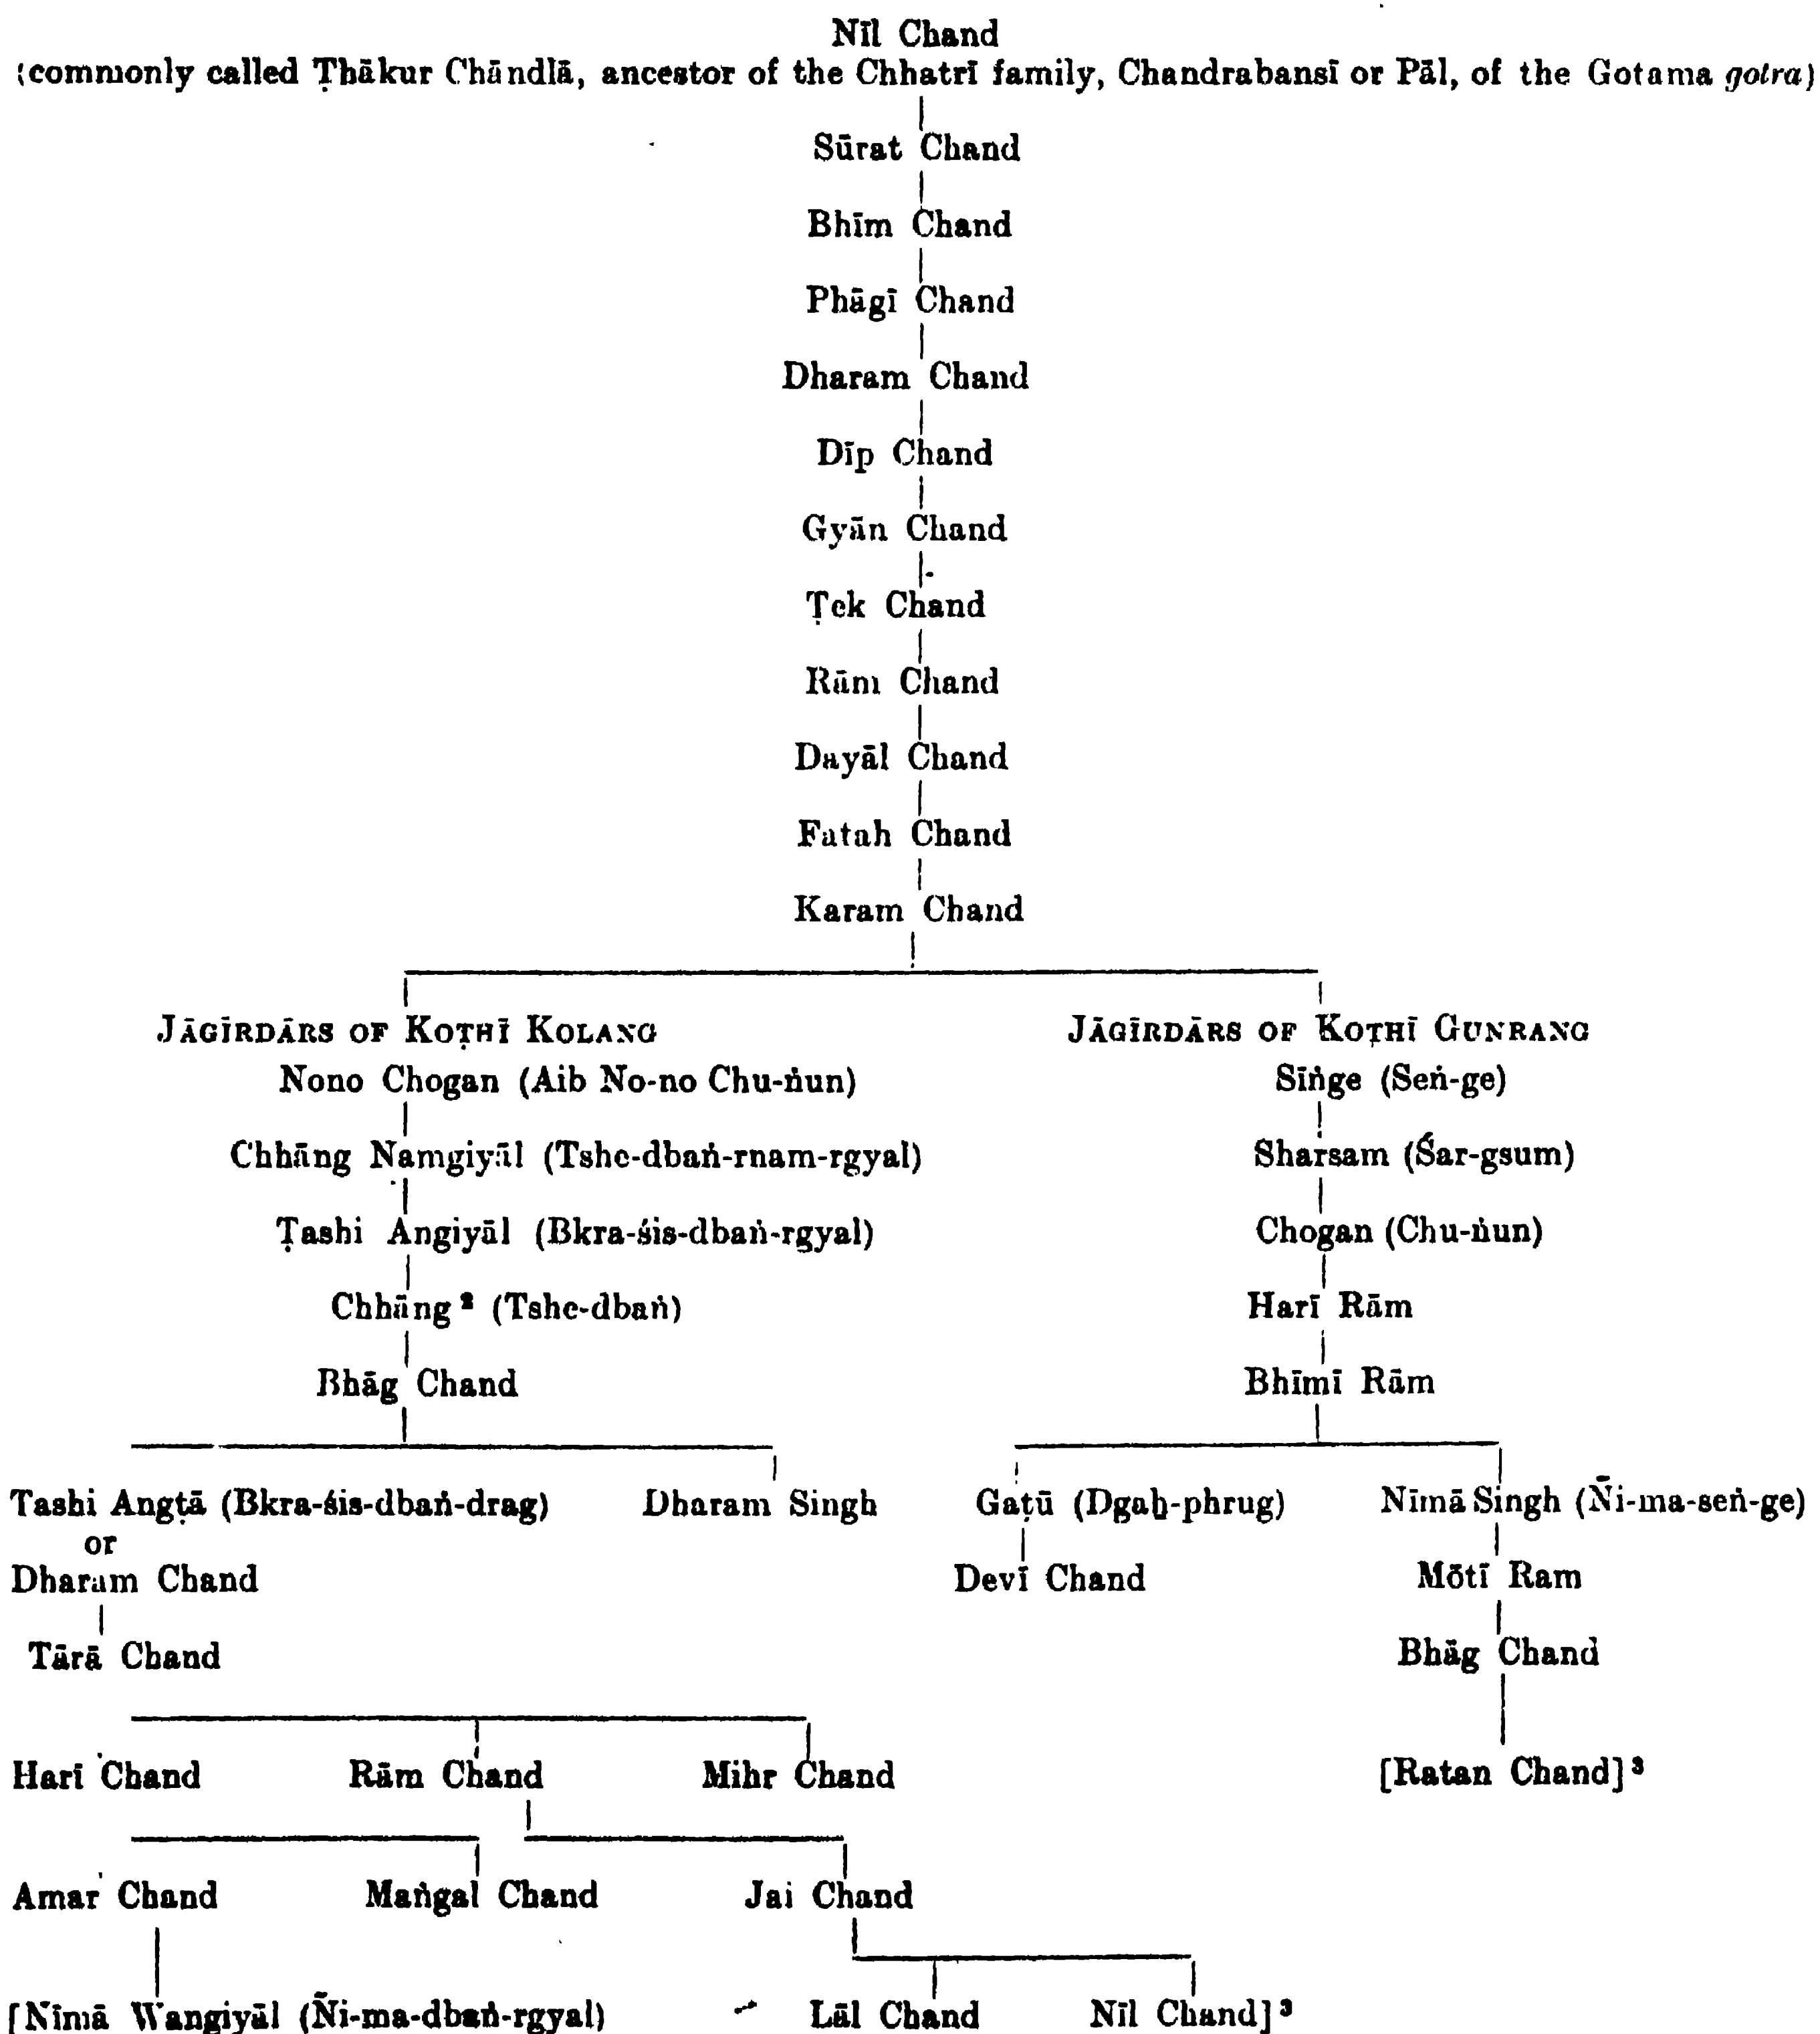 Nīl Chand
(commonly called Ṭhākur Chāndlā, ancestor of the Chhatrī family, Chandrabansī or Pāl, of the Gotama gotra)
Sūrat Chand
Bhīm Chand
Phāgī Chand
Dharam Chand
Dīp Chand
Gyān Chand
Ṭek Chand
Rām Chand
Dayāl Chand
Fatah Chand
Karam Chand
JĀGĪRDĀRS OF KOṬHĪ KOLANG JĀGĪRDĀRS OF KOṬHĪ GUNRANG
Nono Chogan (Aib No-no Chu-ṅun) Sīṅge (Seṅ-ge)
Chhāng Namgiyāl (Tshe-dbaṅ-rnam-rgyal) Sharsam (Śar-gsum)
Ṭashi Angiyāl (Bkra-śis-dbaṅ-rgyal) Chogan (Chu-ṅun)
Chhāng² (Tshe-dbaṅ) Harī Rām
Bhāg Chand Bhīmī Rām
Tashi Angṭā (Bkra-śis-dbaṅ-drag) Dharam Singh Gaṭū (Dgaḥ-phrug) Nīmā Singh (Ñi-ma-seṅ-ge)
or
Dharam Chand Devī Chand Mōtī Ram
Tārā Chand Bhāg Chand
Harī Chand Rām Chand Mihr Chand [Ratan Chand]³
Amar Chand Maṅgal Chand Jai Chand
[Nīmā Wangiyāl (Ñi-ma-dbaṅ-rgyal) Lāl Chand Nīl Chand]³